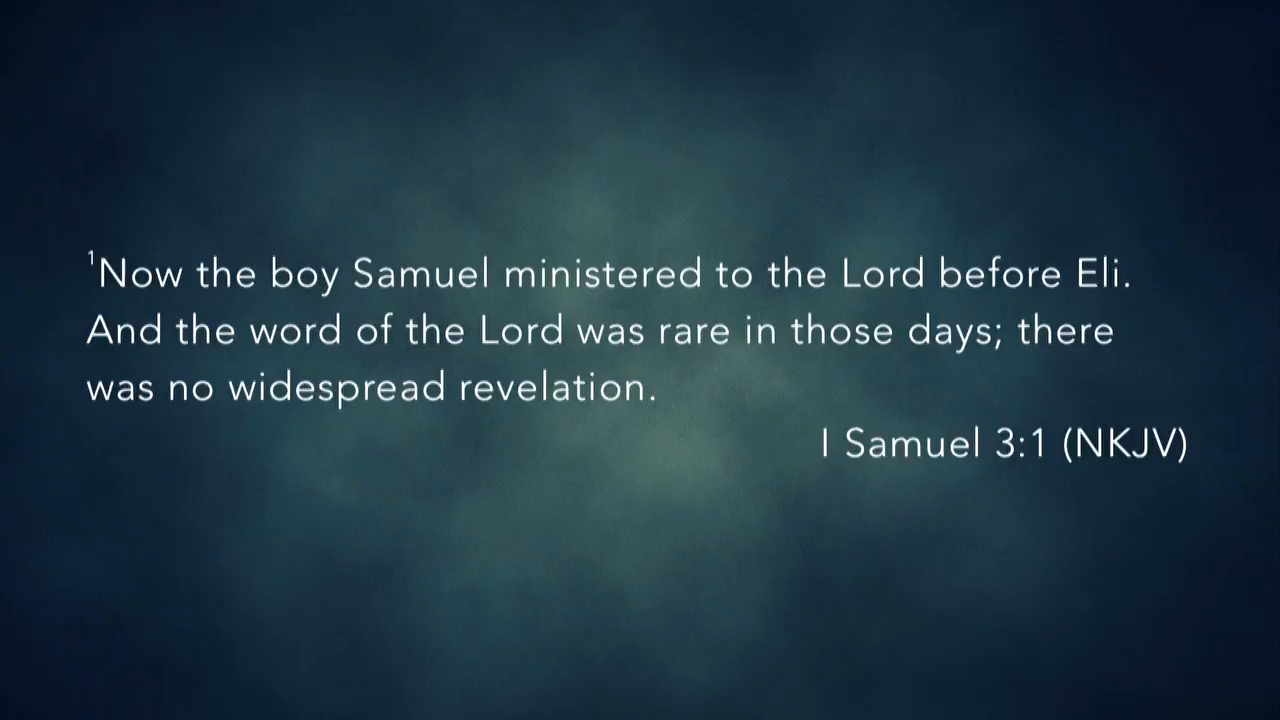 ¹Now the boy Samuel ministered to the Lord before Eli.
And the word of the Lord was rare in those days; there
was no widespread revelation.
I Samuel 3:1 (NKJV)